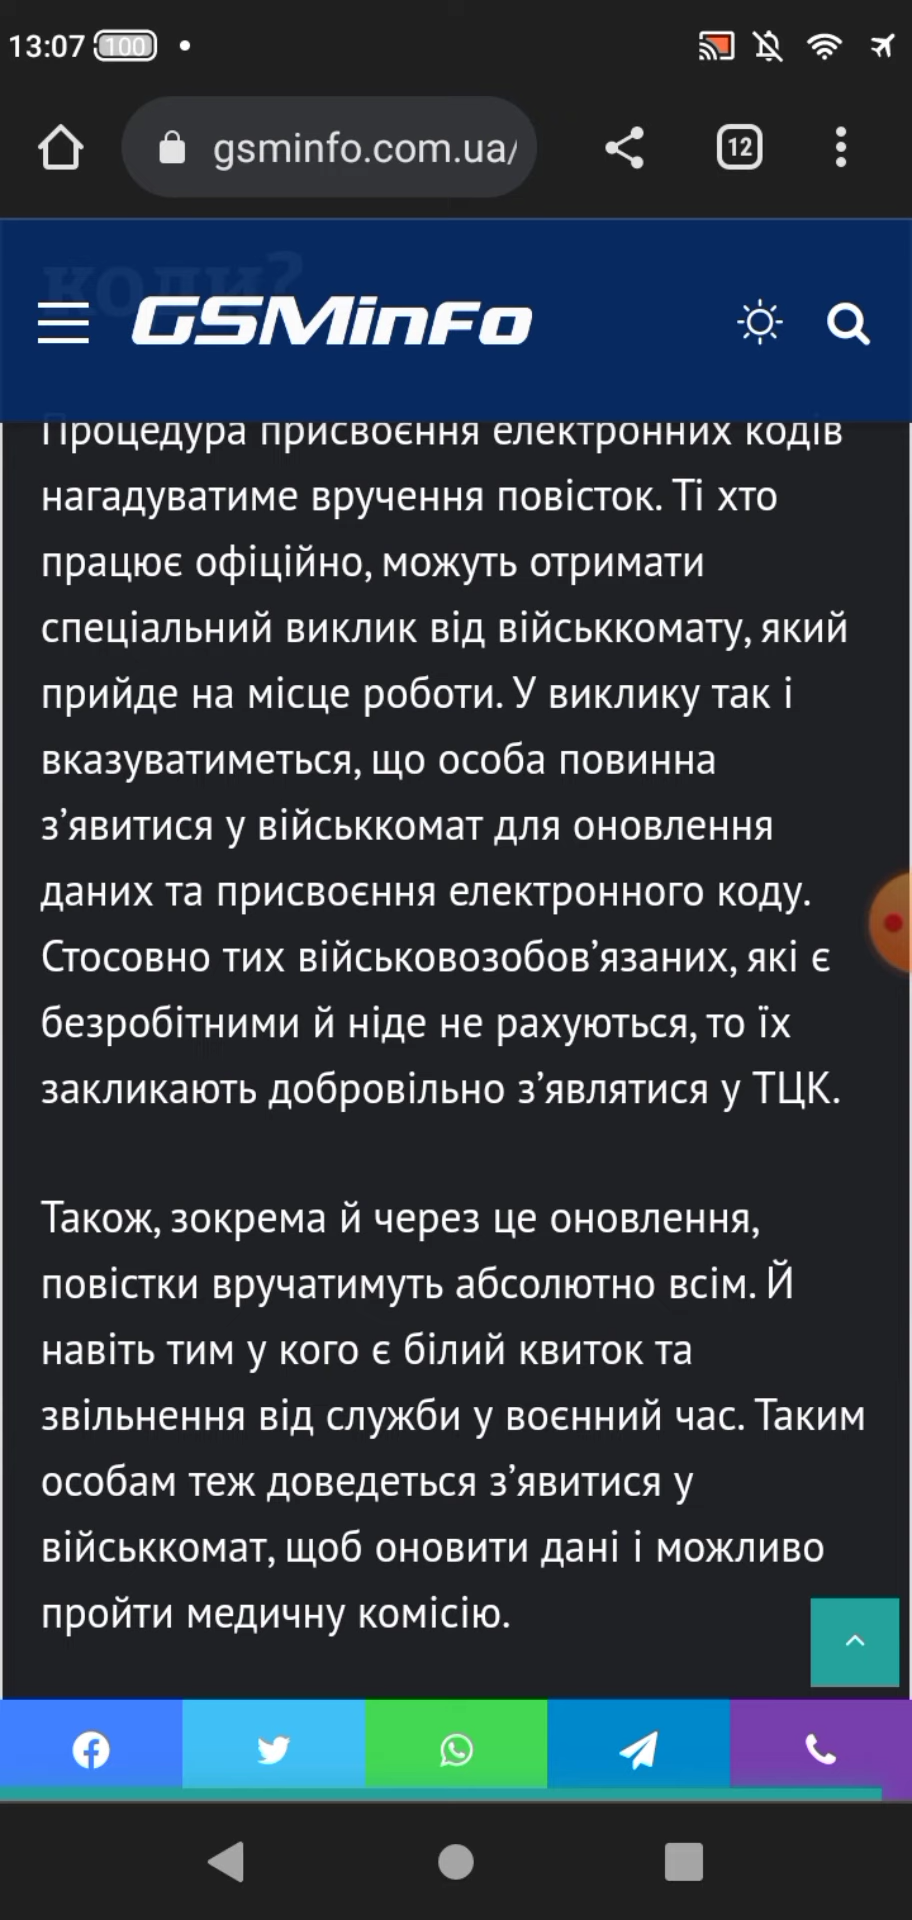 13:07 100
gsminfo.com.ua/
12
коди?
GSMinfo
Процедура присвоєння електронних кодів
нагадуватиме вручення повісток. Ті хто
працює офіційно, можуть отримати
спеціальний виклик від військкомату, який
прийде на місце роботи. У виклику так і
вказуватиметься, що особа повинна
з’явитися у військкомат для оновлення
даних та присвоєння електронного коду.
Стосовно тих військовозобов’язаних, які є
безробітними й ніде не рахуються, то їх
закликають добровільно з’являтися у ТЦК.
Також, зокрема й через це оновлення,
повістки вручатимуть абсолютно всім. Й
навіть тим у кого є білий квиток та
звільнення від служби у воєнний час. Таким
особам теж доведеться з’явитися у
військкомат, щоб оновити дані і можливо
пройти медичну комісію.